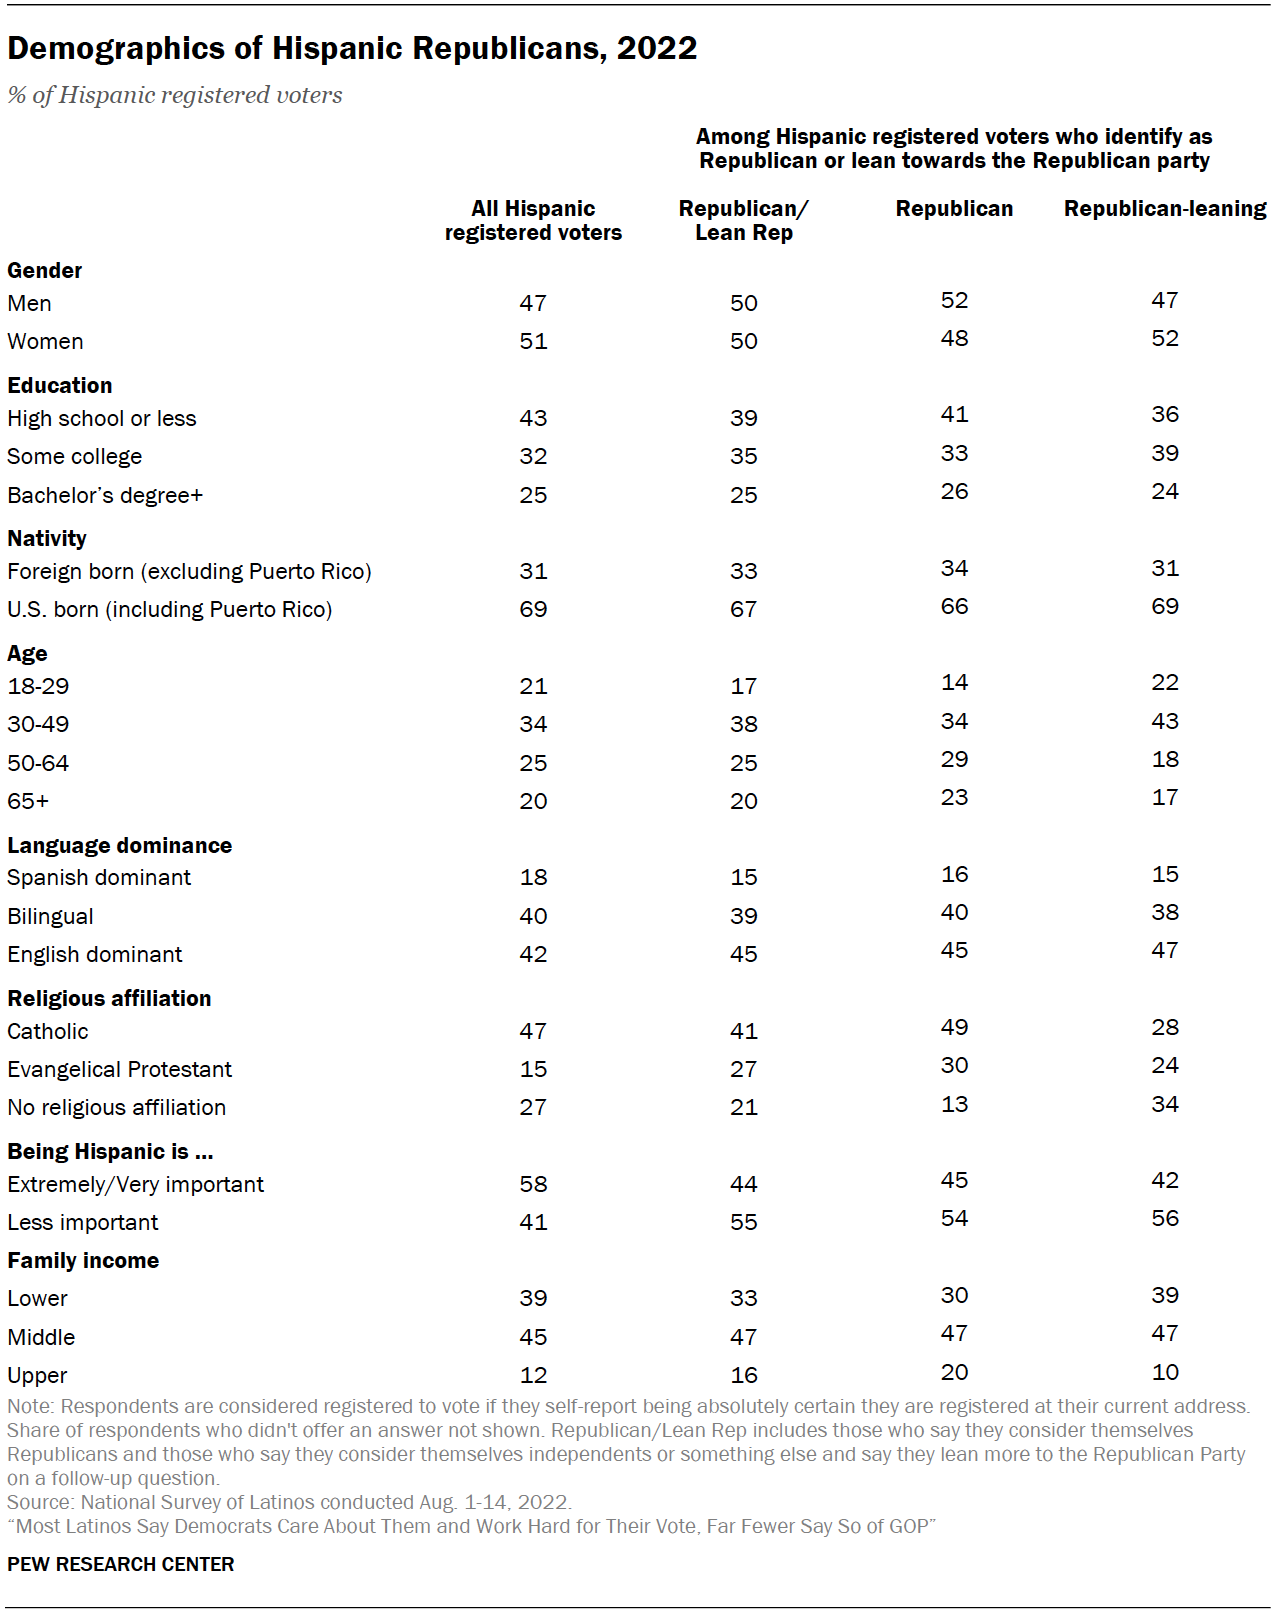 Demographics of Hispanic Republicans, 2022
% of Hispanic registered voters
Among Hispanic registered voters who identify as
Republican or lean towards the Republican party
All Hispanic registered voters
Republican/ Lean Rep
Republican
Republican-leaning
Gender
Men 47 50 52 47
Women 51 50 48 52
Education
High school or less 43 39 41 36
Some college 32 35 33 39
Bachelor’s degree+ 25 25 26 24
Nativity
Foreign born (excluding Puerto Rico) 31 33 34 31
U.S. born (including Puerto Rico) 69 67 66 69
Age
18-29 21 17 14 22
30-49 34 38 34 43
50-64 25 25 29 18
65+ 20 20 23 17
Language dominance
Spanish dominant 18 15 16 15
Bilingual 40 39 40 38
English dominant 42 45 45 47
Religious affiliation
Catholic 47 41 49 28
Evangelical Protestant 15 27 30 24
No religious affiliation 27 21 13 34
Being Hispanic is ...
Extremely/Very important 58 44 45 42
Less important 41 55 54 56
Family income
Lower 39 33 30 39
Middle 45 47 47 47
Upper 12 16 20 10
Note: Respondents are considered registered to vote if they self-report being absolutely certain they are registered at their current address.
Share of respondents who didn't offer an answer not shown. Republican/Lean Rep includes those who say they consider themselves
Republicans and those who say they consider themselves independents or something else and say they lean more to the Republican Party
on a follow-up question.
Source: National Survey of Latinos conducted Aug. 1-14, 2022.
“Most Latinos Say Democrats Care About Them and Work Hard for Their Vote, Far Fewer Say So of GOP”
PEW RESEARCH CENTER